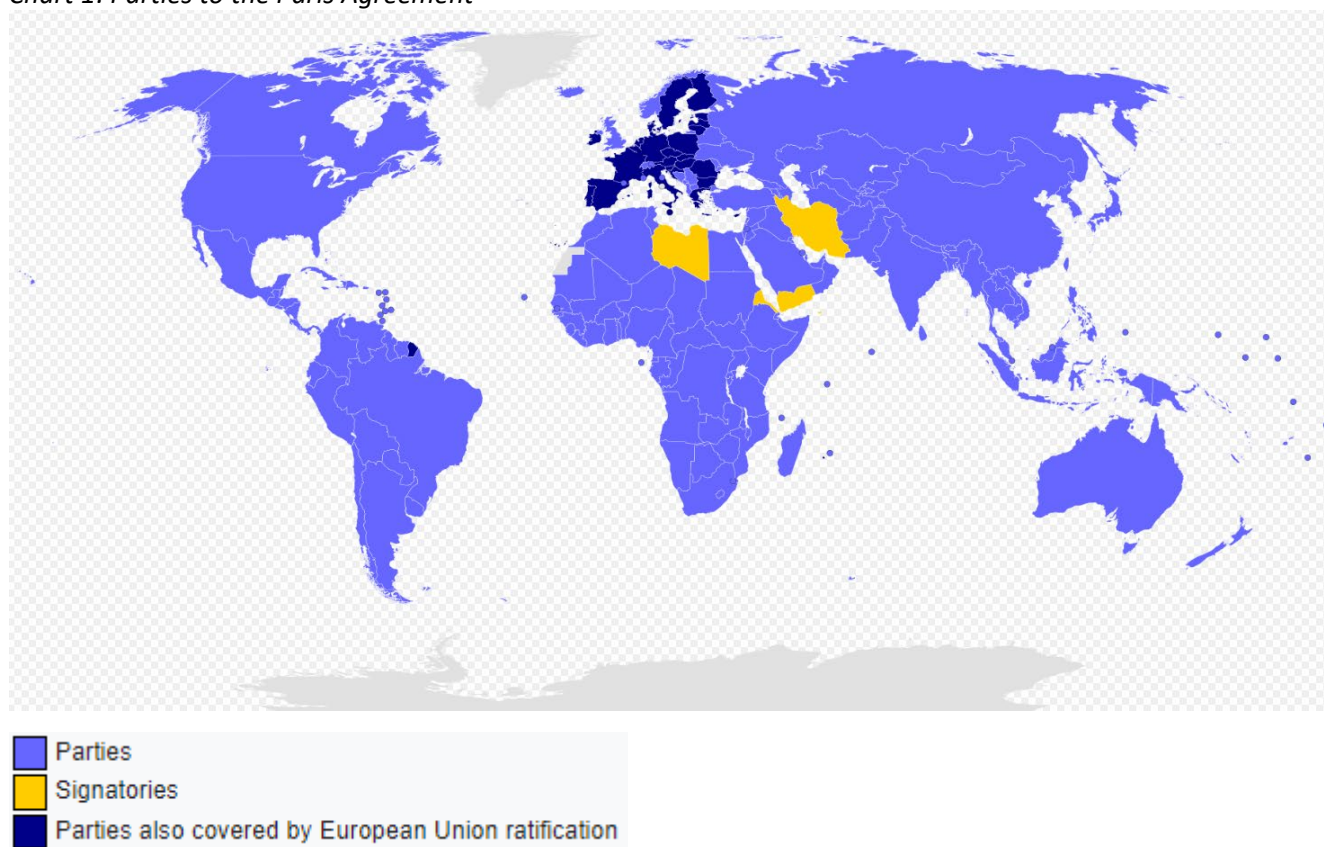 Chart 1: Parties to the Paris Agreement
Parties
Signatories
Parties also covered by European Union ratification